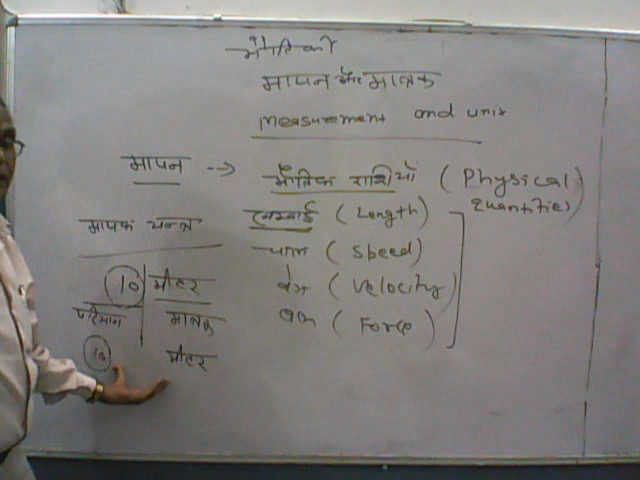 भौतिकी
मापन और मात्रक
measurement and unit
मापन --> भौतिक राशियाँ (Physical quantities)
मापक यन्त्र लम्बाई (Length)
चाल (Speed)
10 मीटर वेग (Velocity)
परिमाण मात्रक बल (Force)
10 मीटर